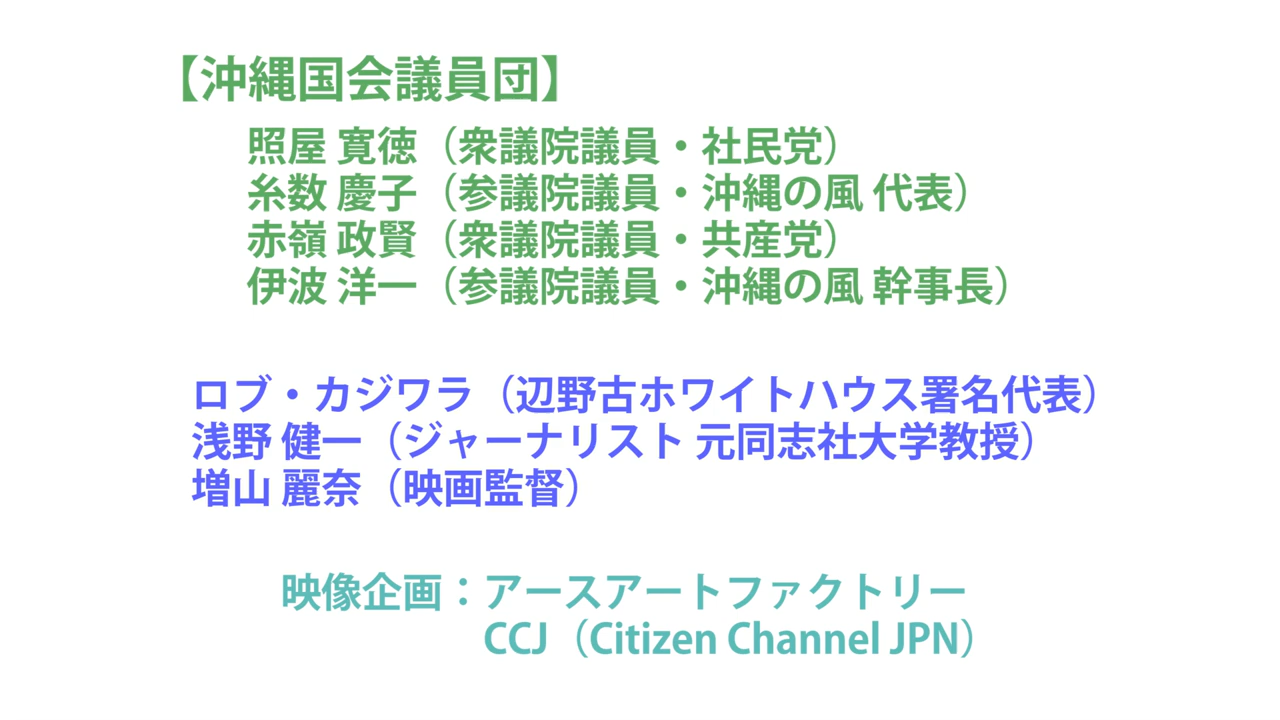 【沖縄国会議員団】
照屋 寛徳（衆議院議員・社民党）
糸数 慶子（参議院議員・沖縄の風 代表）
赤嶺 政賢（衆議院議員・共産党）
伊波 洋一（参議院議員・沖縄の風 幹事長）
ロブ・カジワラ（辺野古ホワイトハウス署名代表）
浅野 健一（ジャーナリスト 元同志社大学教授）
増山 麗奈（映画監督）
映像企画：アースアートファクトリー
CCJ（Citizen Channel JPN）